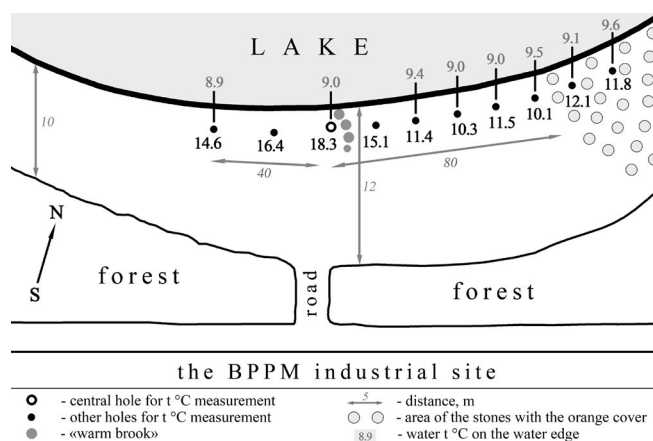 LAKE
9.6
9.1
9.5
9.0
9.0
9.4
9.0
8.9
10
14.6
16.4
18.3
15.1
11.4
10.3
11.5
10.1
12.1
11.8
40
80
12
N
S
forest
road
forest
the BPPM industrial site
- central hole for t °C measurement
5 - distance, m
- other holes for t °C measurement
- area of the stones with the orange cover
- «warm brook»
8.9 - water t °C on the water edge